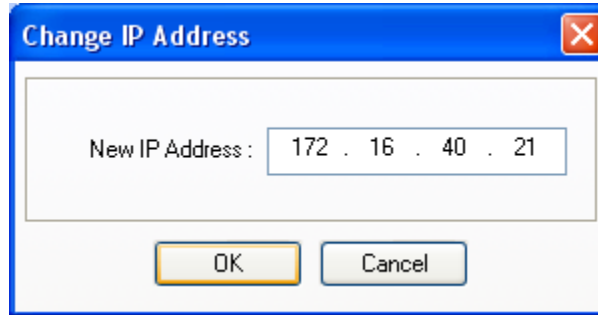 Change IP Address
New IP Address : 172 . 16 . 40 . 21
OK Cancel